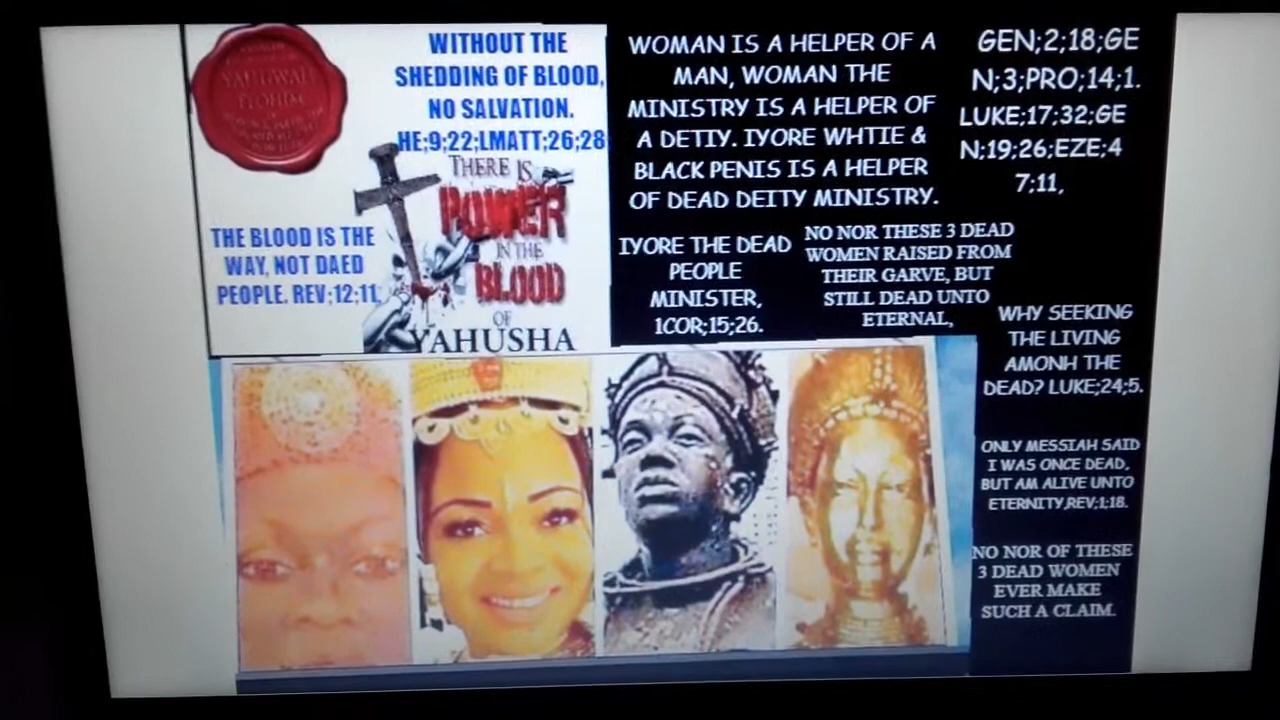 YAHUWAH
ELOHIM
WITHOUT THE
SHEDDING OF BLOOD,
NO SALVATION.
HE;9;22;LMATT;26;28
THERE IS
POWER
IN THE
BLOOD
OF
YAHUSHA
THE BLOOD IS THE
WAY, NOT DAED
PEOPLE. REV;12;11,
WOMAN IS A HELPER OF A
MAN, WOMAN THE
MINISTRY IS A HELPER OF
A DETTY. IYORE WHTIE &
BLACK PENIS IS A HELPER
OF DEAD DEITY MINISTRY.
GEN;2;18;GE
N;3;PRO;14;1.
LUKE;17;32;GE
N;19;26;EZE;4
7;11,
IYORE THE DEAD
PEOPLE
MINISTER,
1COR;15;26.
NO NOR THESE 3 DEAD
WOMEN RAISED FROM
THEIR GARVE, BUT
STILL DEAD UNTO
ETERNAL,
WHY SEEKING
THE LIVING
AMONH THE
DEAD? LUKE;24;5.
ONLY MESSIAH SAID
I WAS ONCE DEAD,
BUT AM ALIVE UNTO
ETERNITY,REV;1;18.
NO NOR OF THESE
3 DEAD WOMEN
EVER MAKE
SUCH A CLAIM.